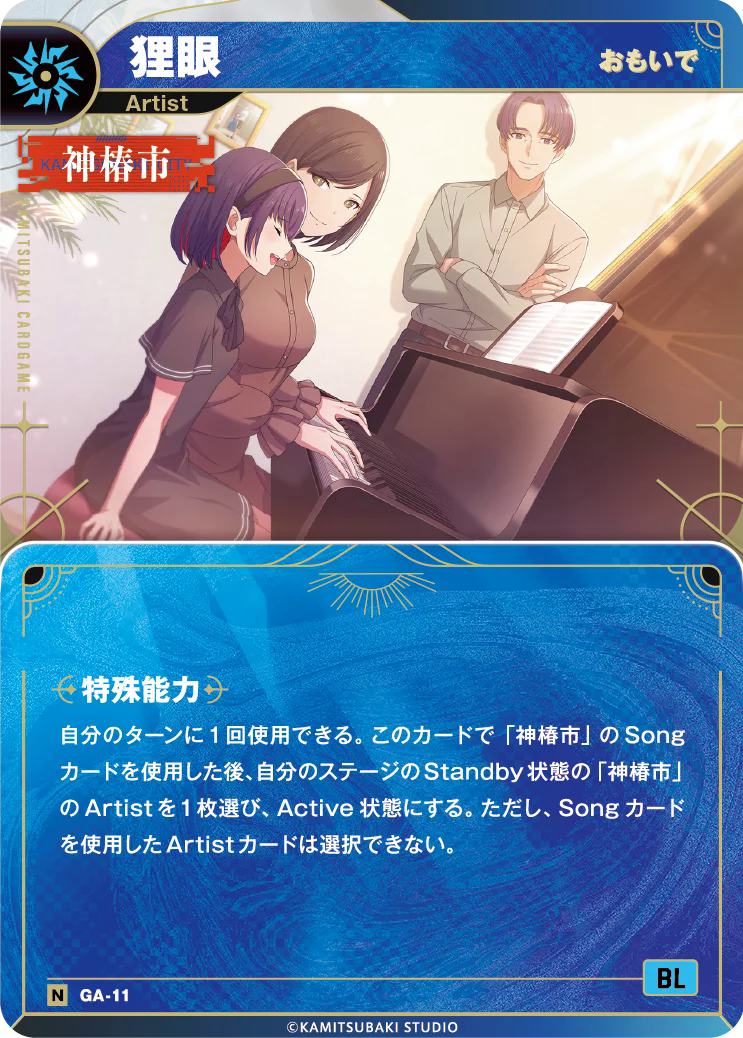 狸眼
おもいで
Artist
神椿市
KAMITSUBAKI CARDGAME
特殊能力
自分のターンに1回使用できる。このカードで「神椿市」のSong
カードを使用した後、自分のステージのStandby状態の「神椿市」
のArtistを1枚選び、Active状態にする。ただし、Songカード
を使用したArtistカードは選択できない。
BL
N GA-11
©KAMITSUBAKI STUDIO